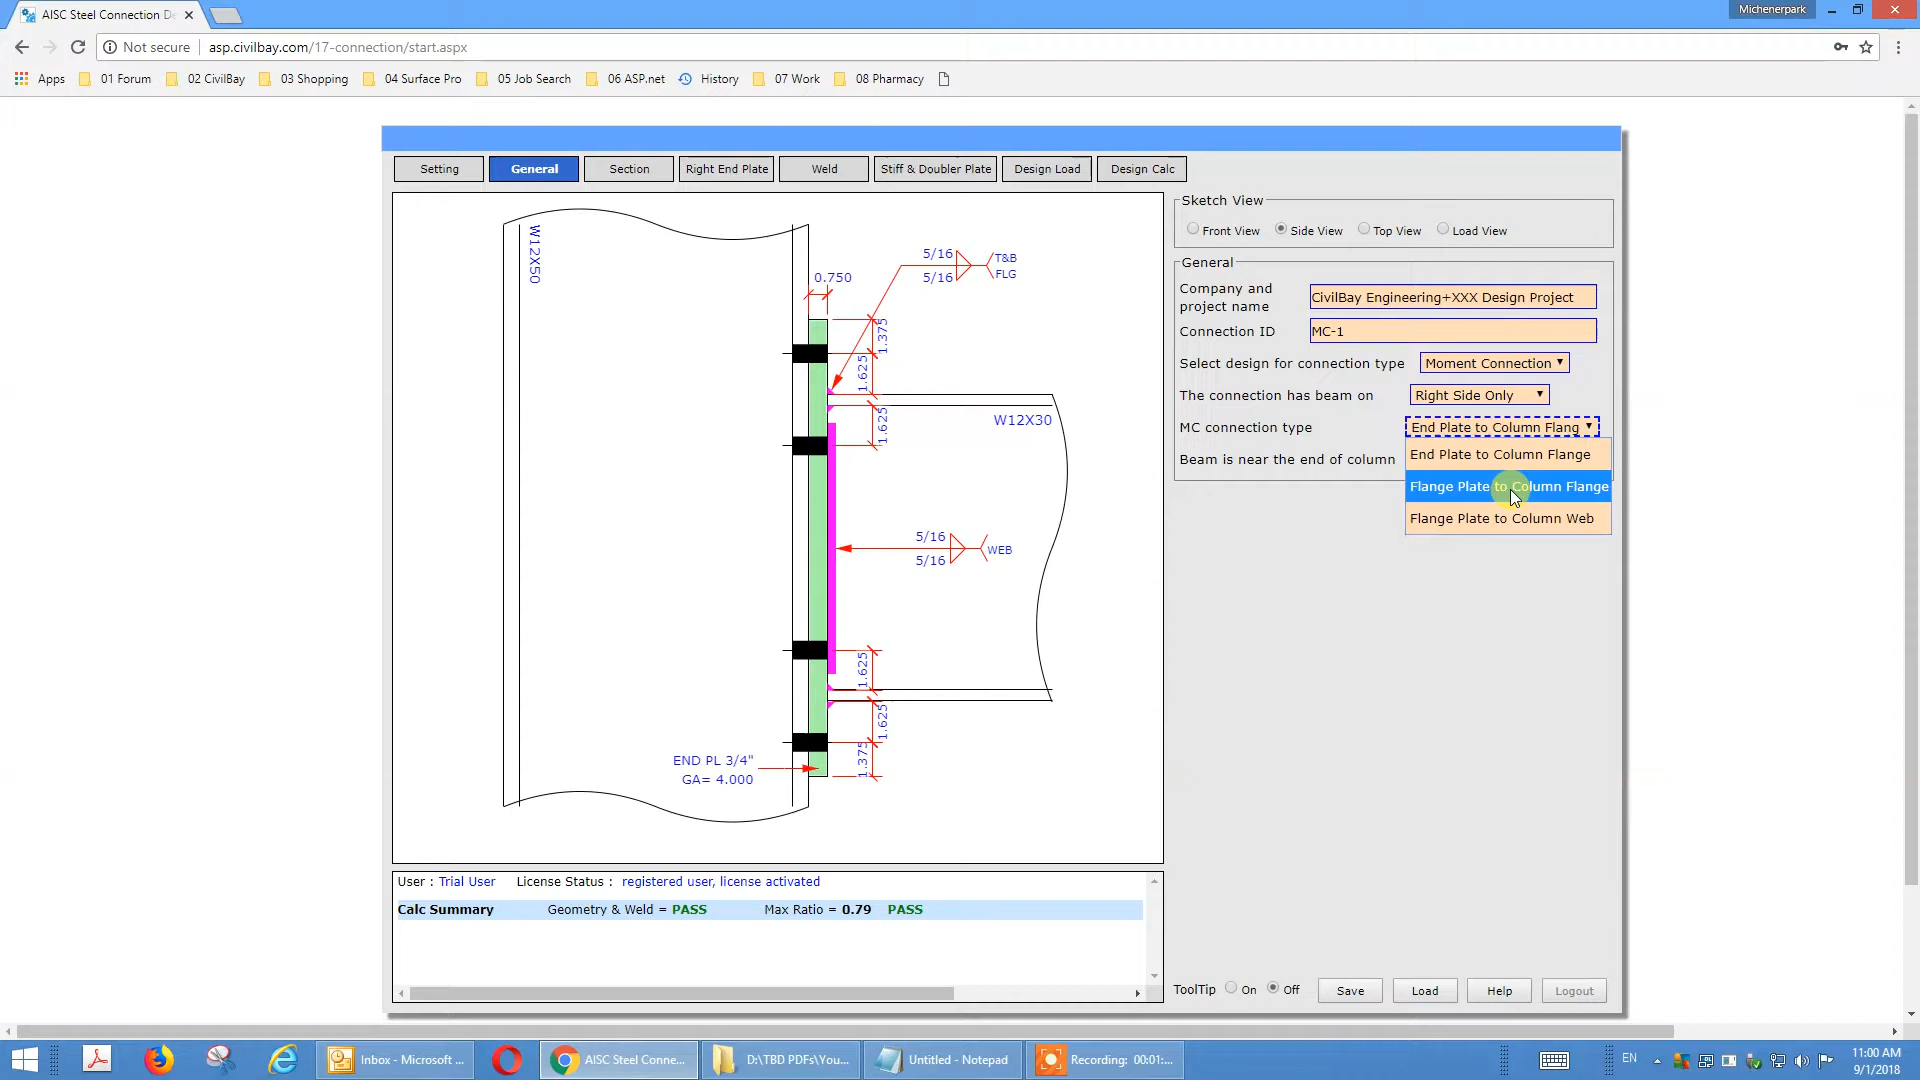 AISC Steel Connection De
Michenerpark
Not secure
asp.civilbay.com/17-connection/start.aspx
Apps 01 Forum 02 CivilBay 03 Shopping 04 Surface Pro 05 Job Search 06 ASP.net History 07 Work 08 Pharmacy
Setting General Section Right End Plate Weld Stiff & Doubler Plate Design Load Design Calc
Sketch View
Front View Side View Top View Load View
General
Company and project name
CivilBay Engineering+XXX Design Project
Connection ID
MC-1
Select design for connection type Moment Connection
The connection has beam on Right Side Only
MC connection type End Plate to Column Flang
Beam is near the end of column
End Plate to Column Flange
Flange Plate to Column Flange
Flange Plate to Column Web
W12X50
5/16
5/16
T&B
FLG
0.750
1.375
1.625
1.625
W12X30
5/16
5/16
WEB
1.625
1.625
1.375
END PL 3/4"
GA= 4.000
User : Trial User License Status : registered user, license activated
Calc Summary Geometry & Weld = PASS Max Ratio = 0.79 PASS
ToolTip On Off Save Load Help Logout
Inbox - Microsoft ...
AISC Steel Conne...
D:\TBD PDFs\You...
Untitled - Notepad
Recording: 00:01:...
EN
11:00 AM
9/1/2018